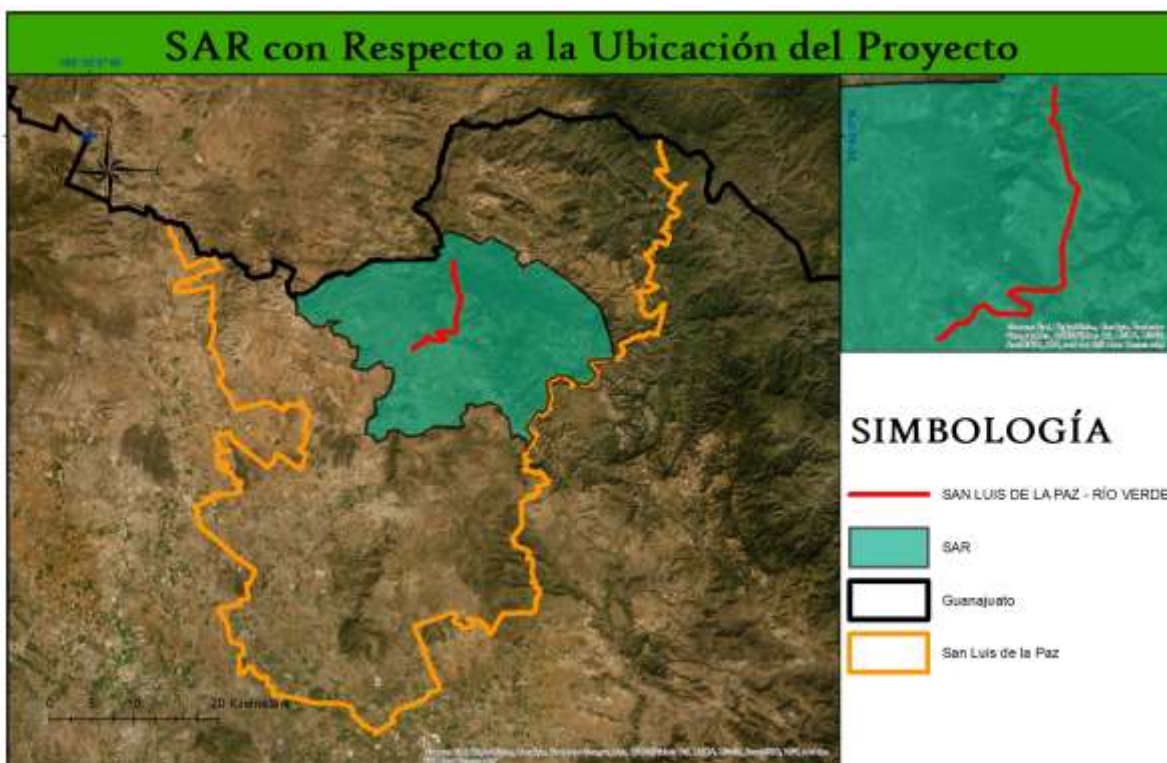 SAR con Respecto a la Ubicación del Proyecto
SIMBOLOGÍA
SAN LUIS DE LA PAZ - RÍO VERDE
SAR
Guanajuato
San Luis de la Paz
0 5 10 20 Kilometers